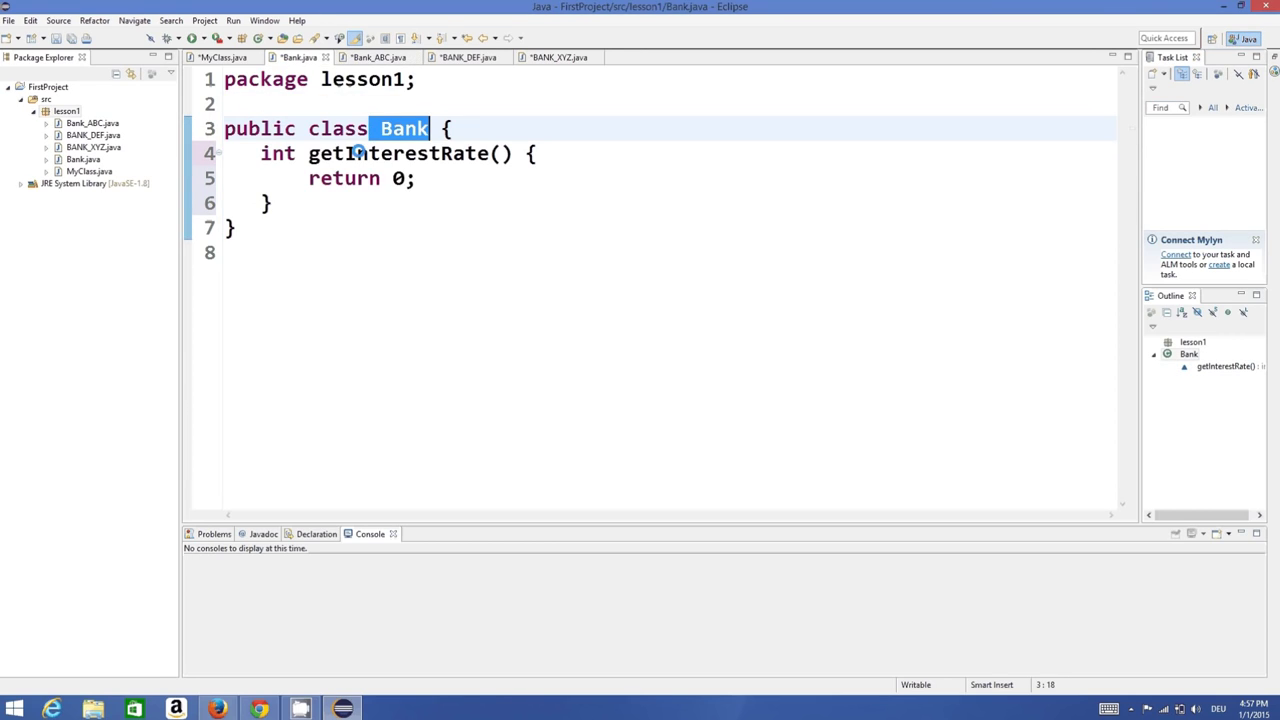 Java - FirstProject/src/lesson1/Bank.java - Eclipse
File Edit Source Refactor Navigate Search Project Run Window Help
Quick Access Java
Package Explorer
FirstProject
src
lesson1
Bank_ABC.java
BANK_DEF.java
BANK_XYZ.java
Bank.java
MyClass.java
JRE System Library [JavaSE-1.8]
*MyClass.java *Bank.java *Bank_ABC.java *BANK_DEF.java *BANK_XYZ.java
1 package lesson1;
2
3 public class Bank {
4 int getInterestRate() {
5 return 0;
6 }
7 }
8
Task List
Find All Activa...
Connect Mylyn
Connect to your task and
ALM tools or create a local
task.
Outline
lesson1
Bank
getInterestRate() : i
Problems Javadoc Declaration Console
No consoles to display at this time.
Writable Smart Insert 3 : 18
DEU 4:57 PM
1/1/2015